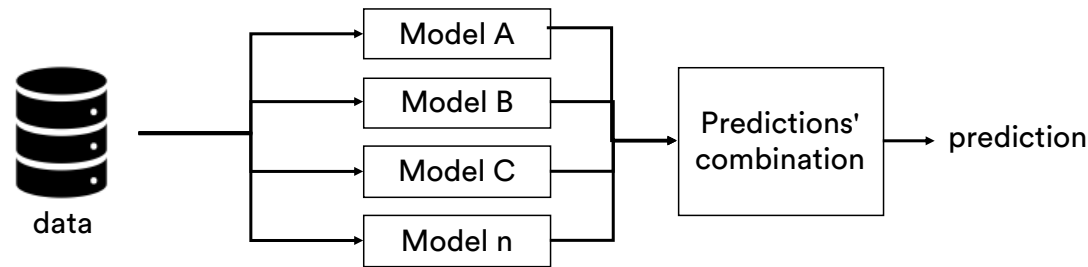 data
Model A
Model B
Model C
Model n
Predictions'
combination
prediction